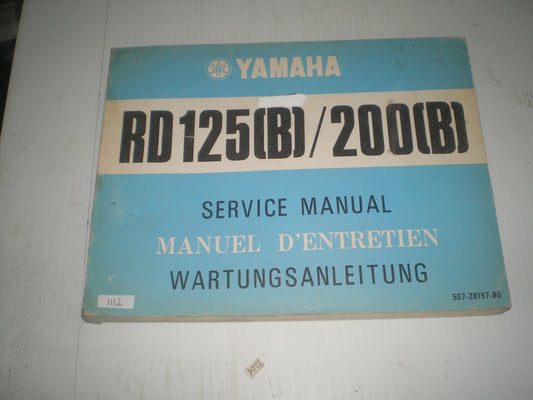 YAMAHA
RD125(B)/200(B)
SERVICE MANUAL
MANUEL D'ENTRETIEN
WARTUNGSANLEITUNG
507-28197-80
1112